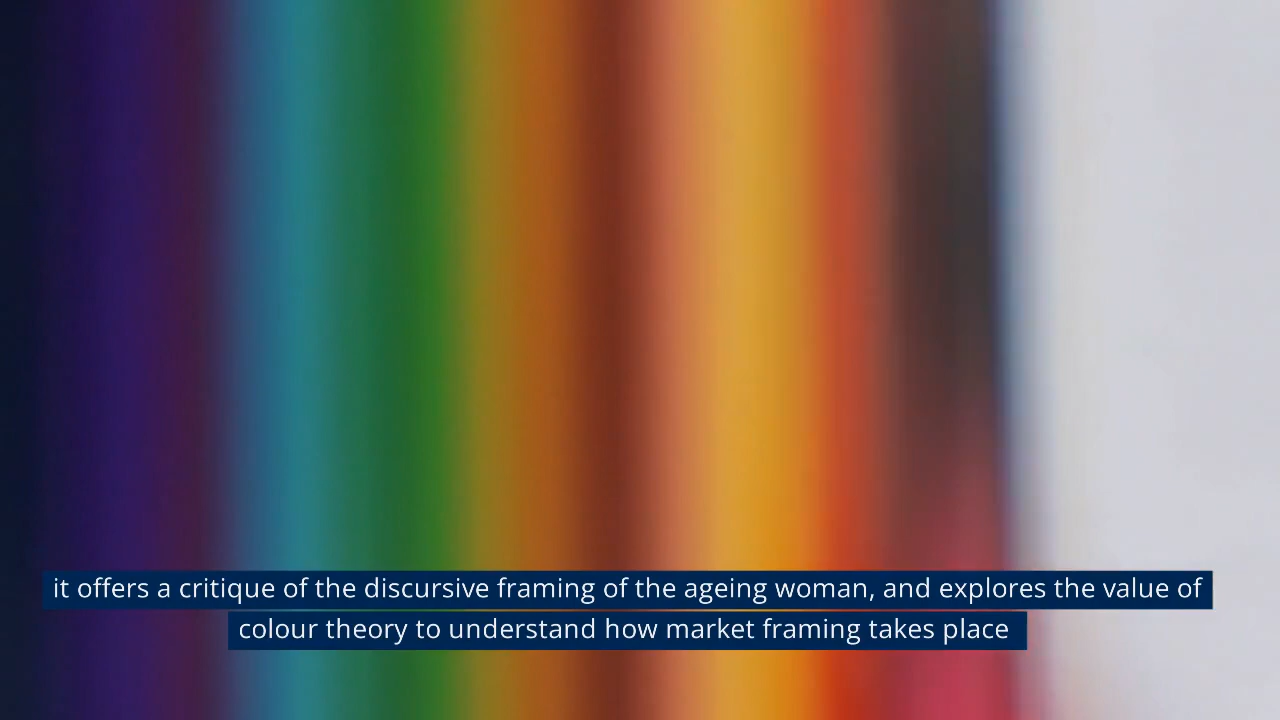 it offers a critique of the discursive framing of the ageing woman, and explores the value of
colour theory to understand how market framing takes place